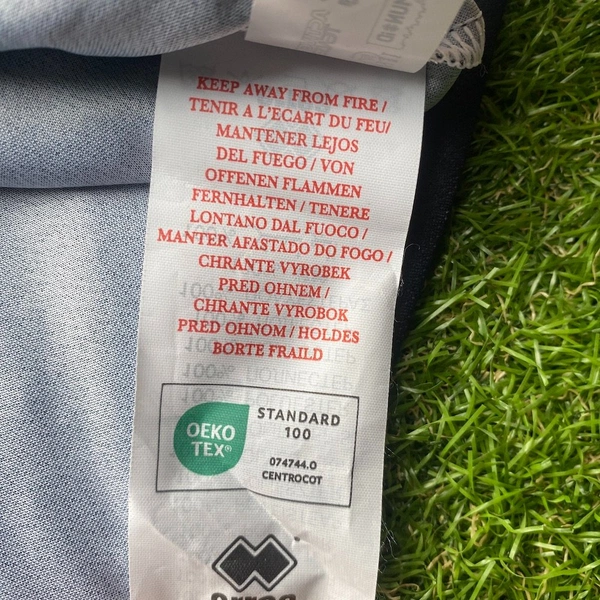 KEEP AWAY FROM FIRE /
TENIR A L'ECART DU FEU/
MANTENER LEJOS
DEL FUEGO / VON
OFFENEN FLAMMEN
FERNHALTEN / TENERE
LONTANO DAL FUOCO /
MANTER AFASTADO DO FOGO /
CHRANTE VYROBEK
PRED OHNEM /
CHRANTE VYROBOK
PRED OHNOM / HOLDES
BORTE FRAILD
OEKO
TEX®
STANDARD
100
074744.O
CENTROCOT